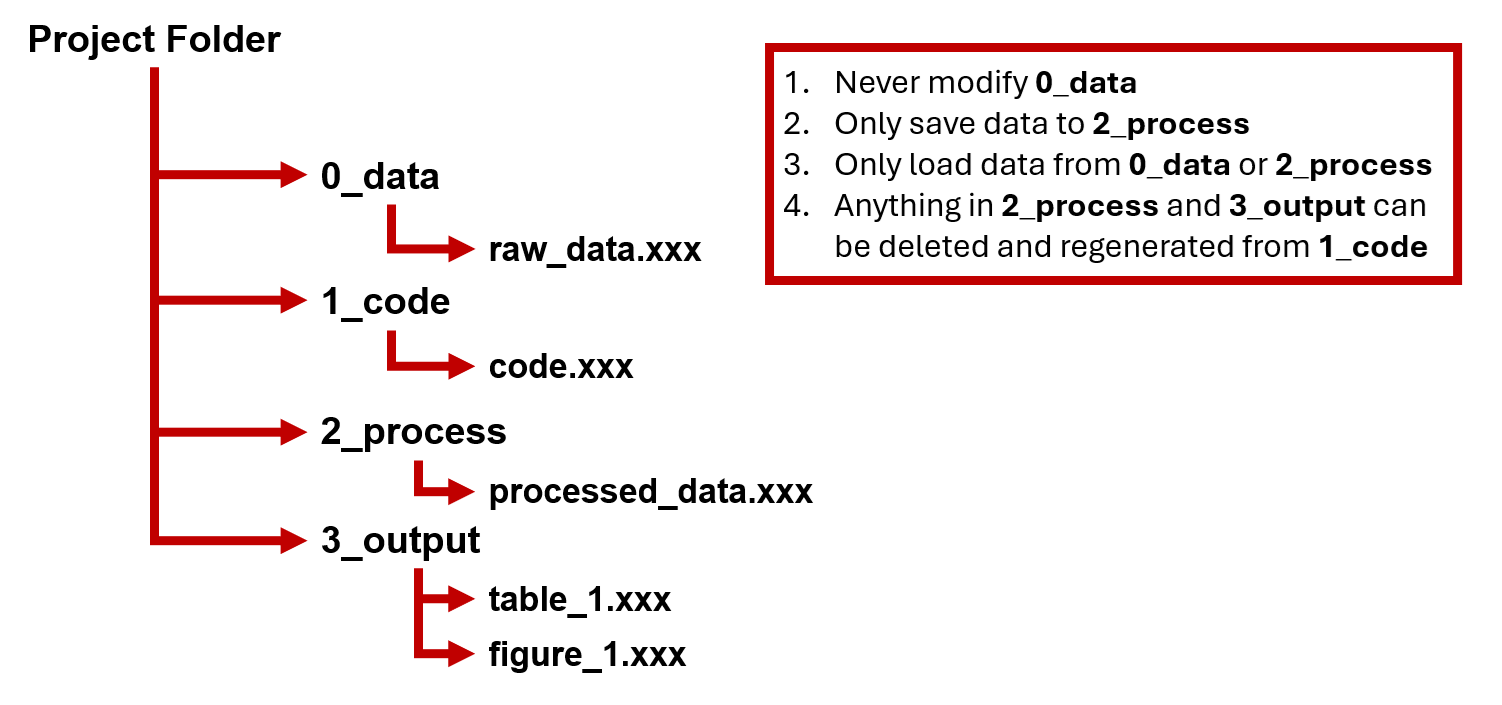 Project Folder
0_data
raw_data.xxx
1_code
code.xxx
2_process
processed_data.xxx
3_output
table_1.xxx
figure_1.xxx
1. Never modify 0_data
2. Only save data to 2_process
3. Only load data from 0_data or 2_process
4. Anything in 2_process and 3_output can
be deleted and regenerated from 1_code